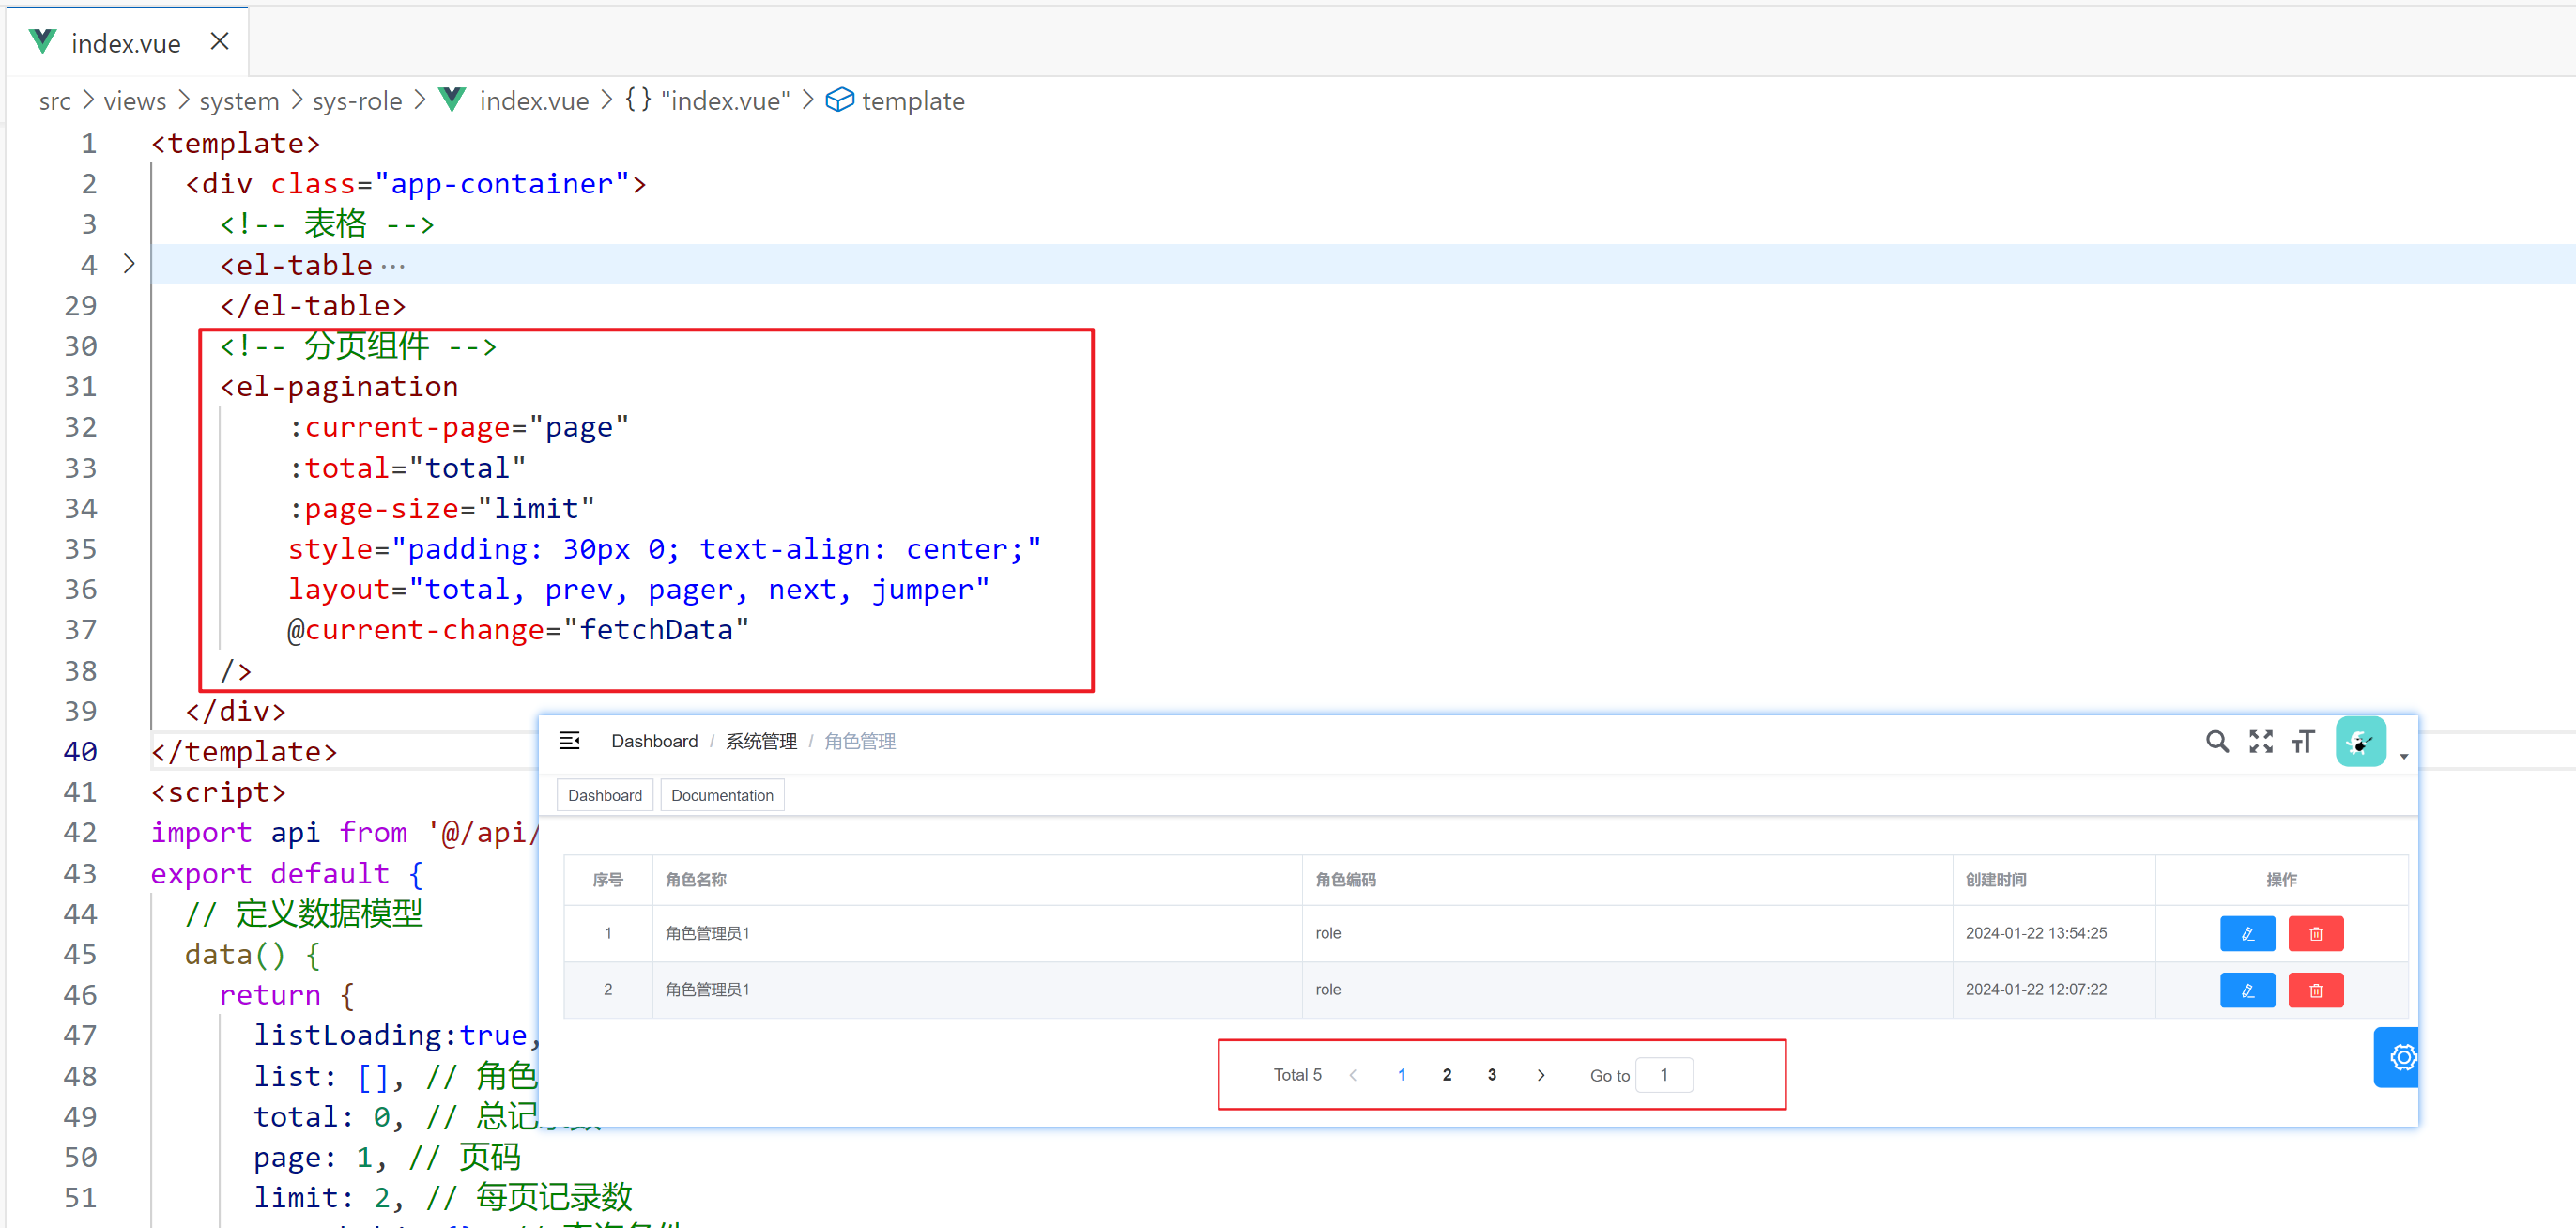 index.vue
src > views > system > sys-role > index.vue > {} "index.vue" > template
1 <template>
2 <div class="app-container">
3 <!-- 表格 -->
4 <el-table ...
29 </el-table>
30 <!-- 分页组件 -->
31 <el-pagination
32 :current-page="page"
33 :total="total"
34 :page-size="limit"
35 style="padding: 30px 0; text-align: center;"
36 layout="total, prev, pager, next, jumper"
37 @current-change="fetchData"
38 />
39 </div>
40 </template>
41 <script>
42 import api from '@/api/
43 export default {
44 // 定义数据模型
45 data() {
46 return {
47 listLoading:true,
48 list: [], // 角色
49 total: 0, // 总记
50 page: 1, // 页码
51 limit: 2, // 每页记录数
Dashboard / 系统管理 / 角色管理
Dashboard Documentation
序号 角色名称 角色编码 创建时间 操作
1 角色管理员1 role 2024-01-22 13:54:25
2 角色管理员1 role 2024-01-22 12:07:22
Total 5 < 1 2 3 > Go to 1